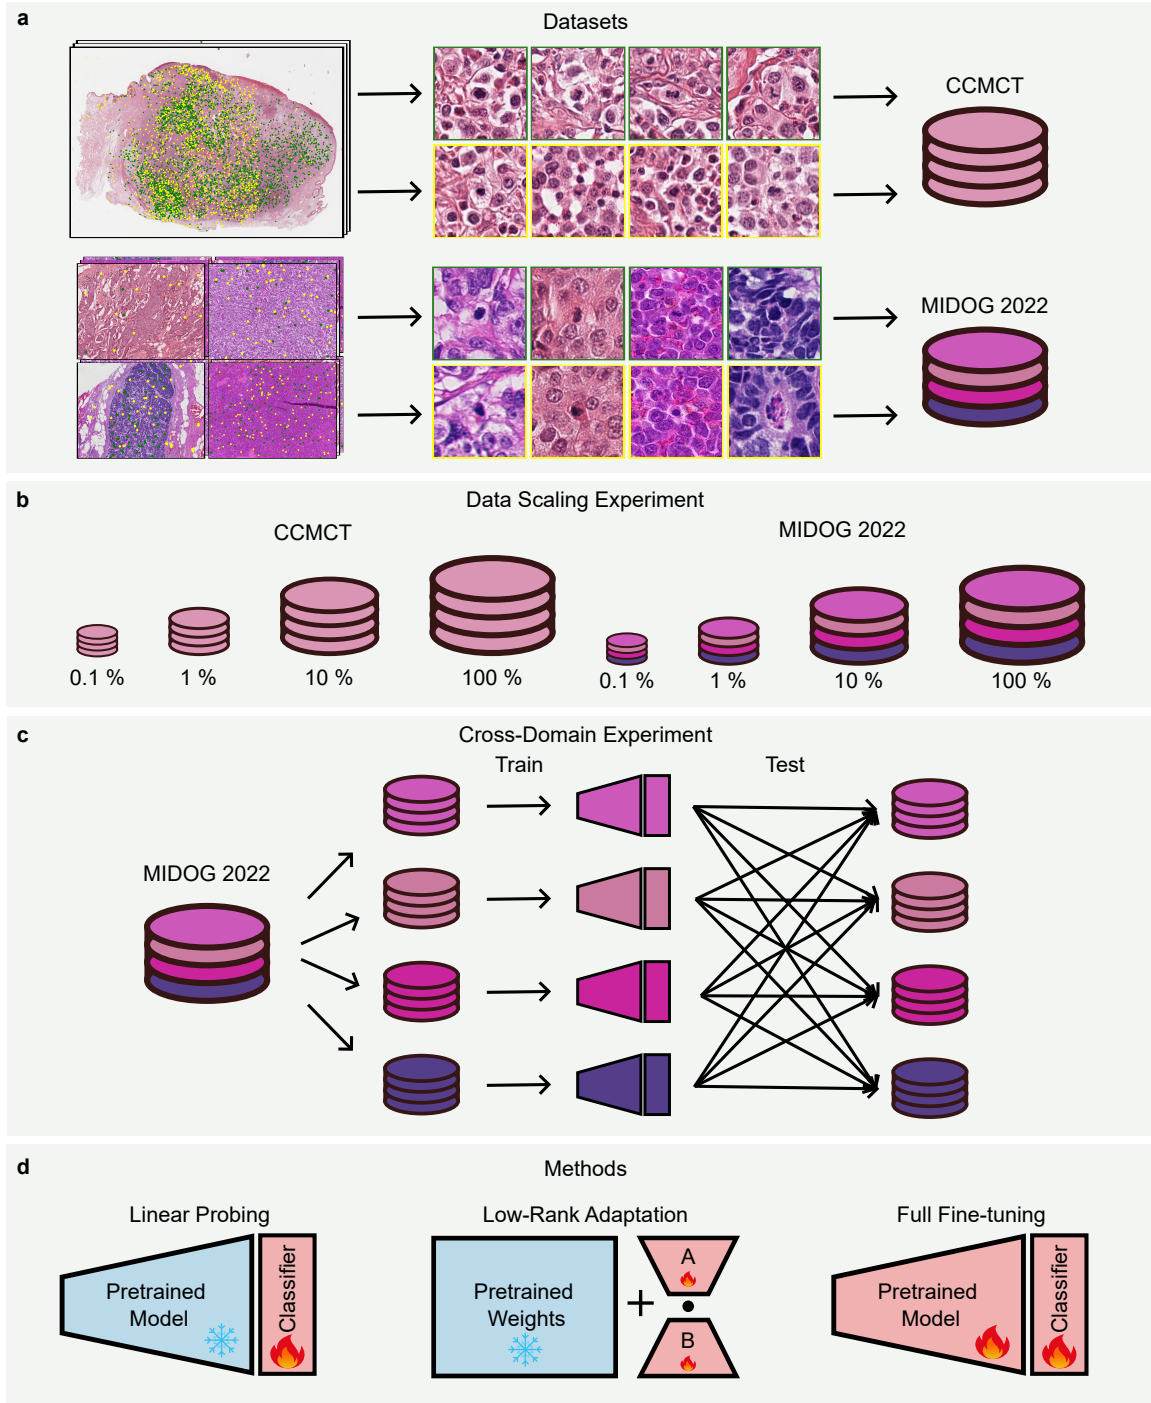 a
Datasets
CCMCT
MIDOG 2022
b
Data Scaling Experiment
CCMCT
MIDOG 2022
0.1 %
1 %
10 %
100 %
0.1 %
1 %
10 %
100 %
c
Cross-Domain Experiment
Train
Test
MIDOG 2022
d
Methods
Linear Probing
Pretrained
Model
Classifier
Low-Rank Adaptation
Pretrained
Weights
+
A
•
B
Full Fine-tuning
Pretrained
Model
Classifier